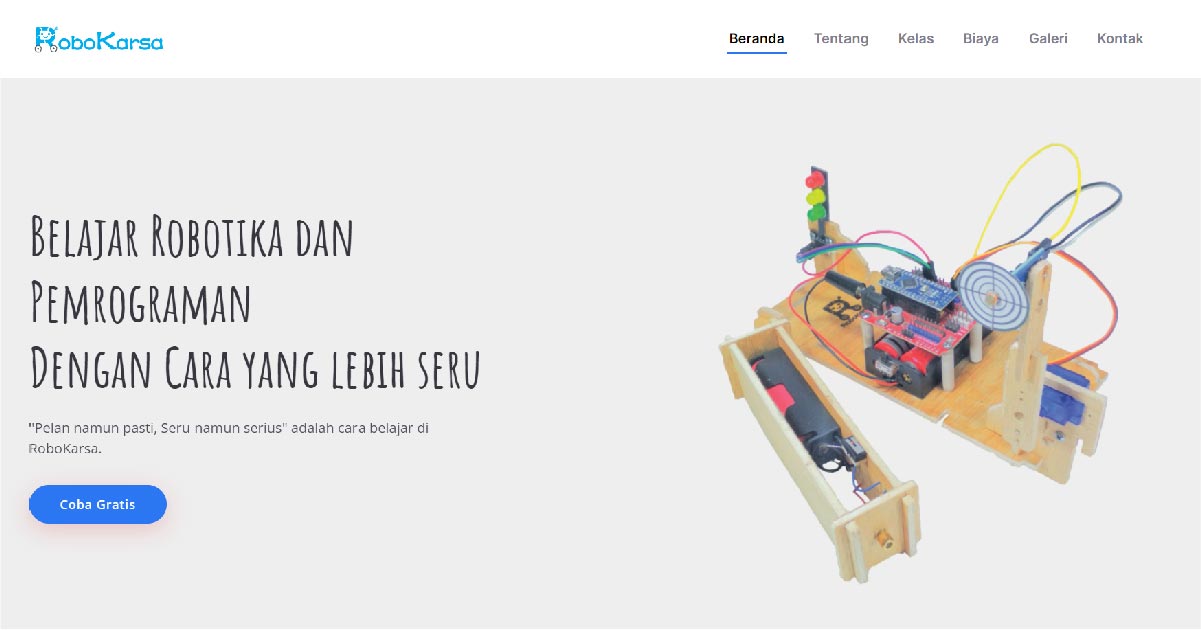 RoboKarsa
Beranda Tentang Kelas Biaya Galeri Kontak
Belajar Robotika dan
Pemrograman
Dengan Cara yang lebih seru
"Pelan namun pasti, Seru namun serius" adalah cara belajar di
RoboKarsa.
Coba Gratis